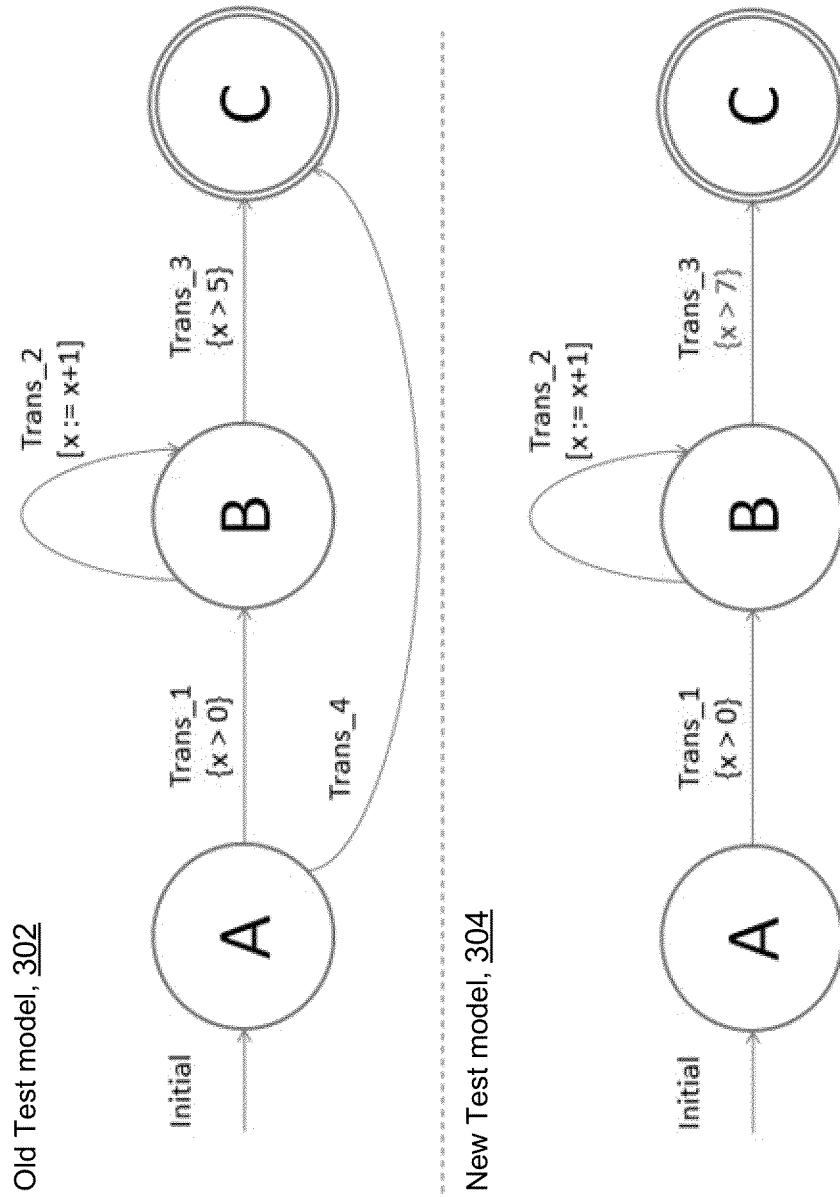 Old Test model, 302
Initial
A
Trans_1
{x > 0}
Trans_4
B
Trans_2
[x := x+1]
Trans_3
{x > 5}
C
New Test model, 304
Initial
A
Trans_1
{x > 0}
B
Trans_2
[x := x+1]
Trans_3
{x > 7}
C